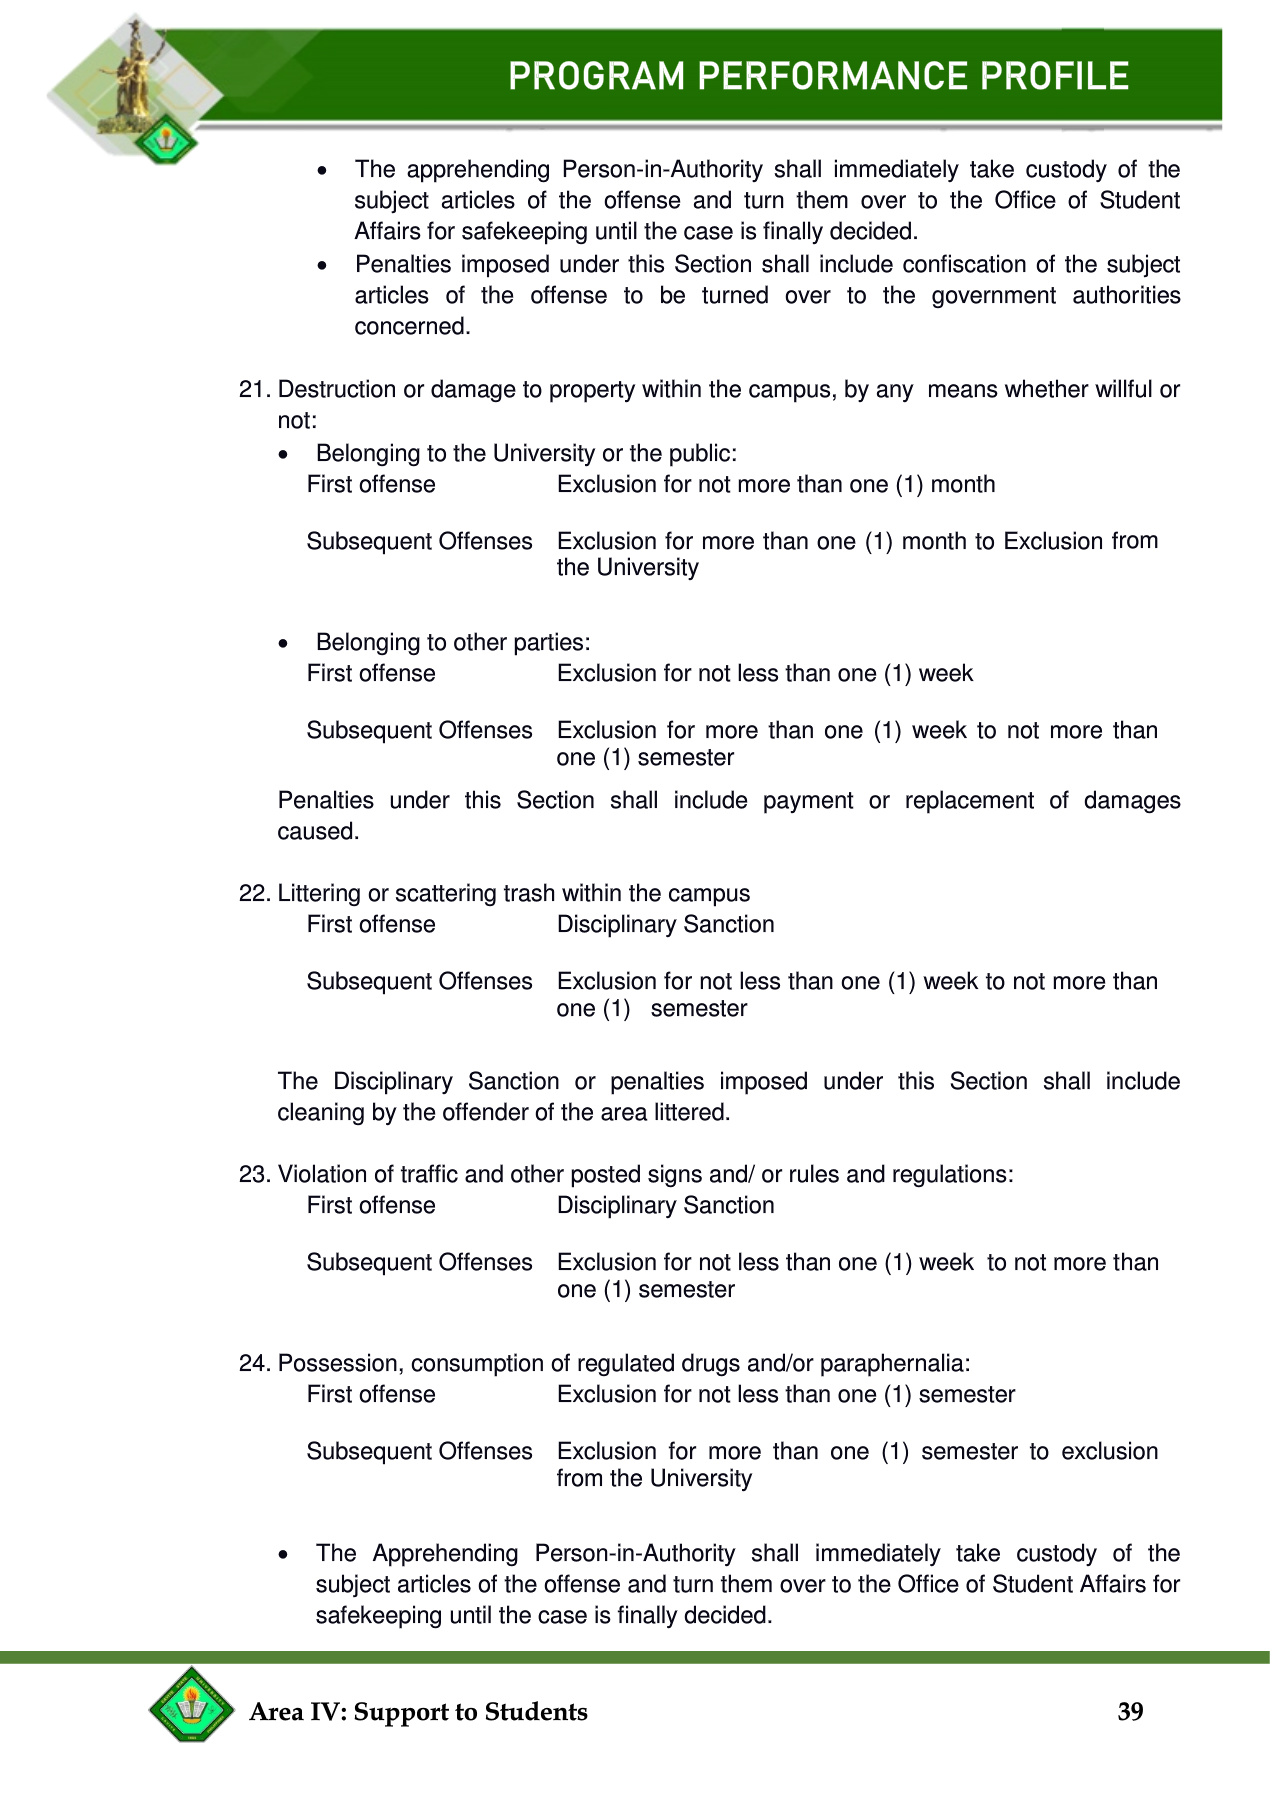 PROGRAM PERFORMANCE PROFILE
• The apprehending Person-in-Authority shall immediately take custody of the
subject articles of the offense and turn them over to the Office of Student
Affairs for safekeeping until the case is finally decided.
• Penalties imposed under this Section shall include confiscation of the subject
articles of the offense to be turned over to the government authorities
concerned.
21. Destruction or damage to property within the campus, by any means whether willful or
not:
• Belonging to the University or the public:
First offense Exclusion for not more than one (1) month
Subsequent Offenses Exclusion for more than one (1) month to Exclusion from
the University
• Belonging to other parties:
First offense Exclusion for not less than one (1) week
Subsequent Offenses Exclusion for more than one (1) week to not more than
one (1) semester
Penalties under this Section shall include payment or replacement of damages
caused.
22. Littering or scattering trash within the campus
First offense Disciplinary Sanction
Subsequent Offenses Exclusion for not less than one (1) week to not more than
one (1) semester
The Disciplinary Sanction or penalties imposed under this Section shall include
cleaning by the offender of the area littered.
23. Violation of traffic and other posted signs and/ or rules and regulations:
First offense Disciplinary Sanction
Subsequent Offenses Exclusion for not less than one (1) week to not more than
one (1) semester
24. Possession, consumption of regulated drugs and/or paraphernalia:
First offense Exclusion for not less than one (1) semester
Subsequent Offenses Exclusion for more than one (1) semester to exclusion
from the University
• The Apprehending Person-in-Authority shall immediately take custody of the
subject articles of the offense and turn them over to the Office of Student Affairs for
safekeeping until the case is finally decided.
Area IV: Support to Students 39